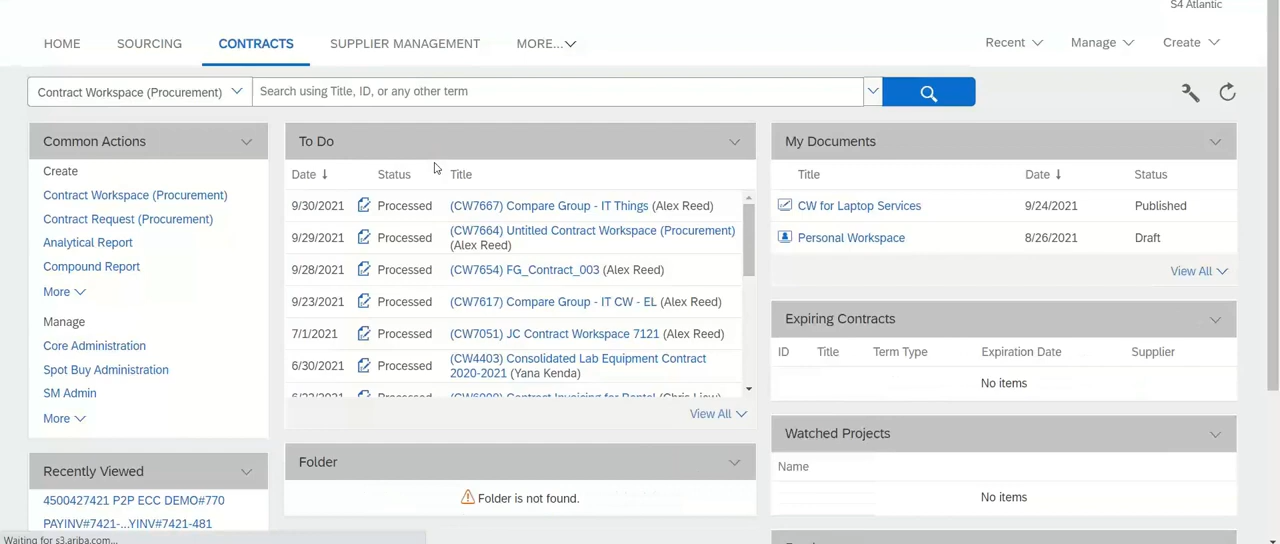 S4 Atlantic
HOME SOURCING CONTRACTS SUPPLIER MANAGEMENT MORE... Recent Manage Create
Contract Workspace (Procurement) Search using Title, ID, or any other term
Common Actions
Create
Contract Workspace (Procurement)
Contract Request (Procurement)
Analytical Report
Compound Report
More
Manage
Core Administration
Spot Buy Administration
SM Admin
More
Recently Viewed
4500427421 P2P ECC DEMO#770
PAYINV#7421-...YINV#7421-481
To Do
Date ↓ Status Title
9/30/2021 Processed (CW7667) Compare Group - IT Things (Alex Reed)
9/29/2021 Processed (CW7664) Untitled Contract Workspace (Procurement)
(Alex Reed)
9/28/2021 Processed (CW7654) FG_Contract_003 (Alex Reed)
9/23/2021 Processed (CW7617) Compare Group - IT CW - EL (Alex Reed)
7/1/2021 Processed (CW7051) JC Contract Workspace 7121 (Alex Reed)
6/30/2021 Processed (CW4403) Consolidated Lab Equipment Contract
2020-2021 (Yana Kenda)
View All
Folder
Folder is not found.
My Documents
Title Date ↓ Status
CW for Laptop Services 9/24/2021 Published
Personal Workspace 8/26/2021 Draft
View All
Expiring Contracts
ID Title Term Type Expiration Date Supplier
No items
Watched Projects
Name
No items
Waiting for s3.ariba.com...